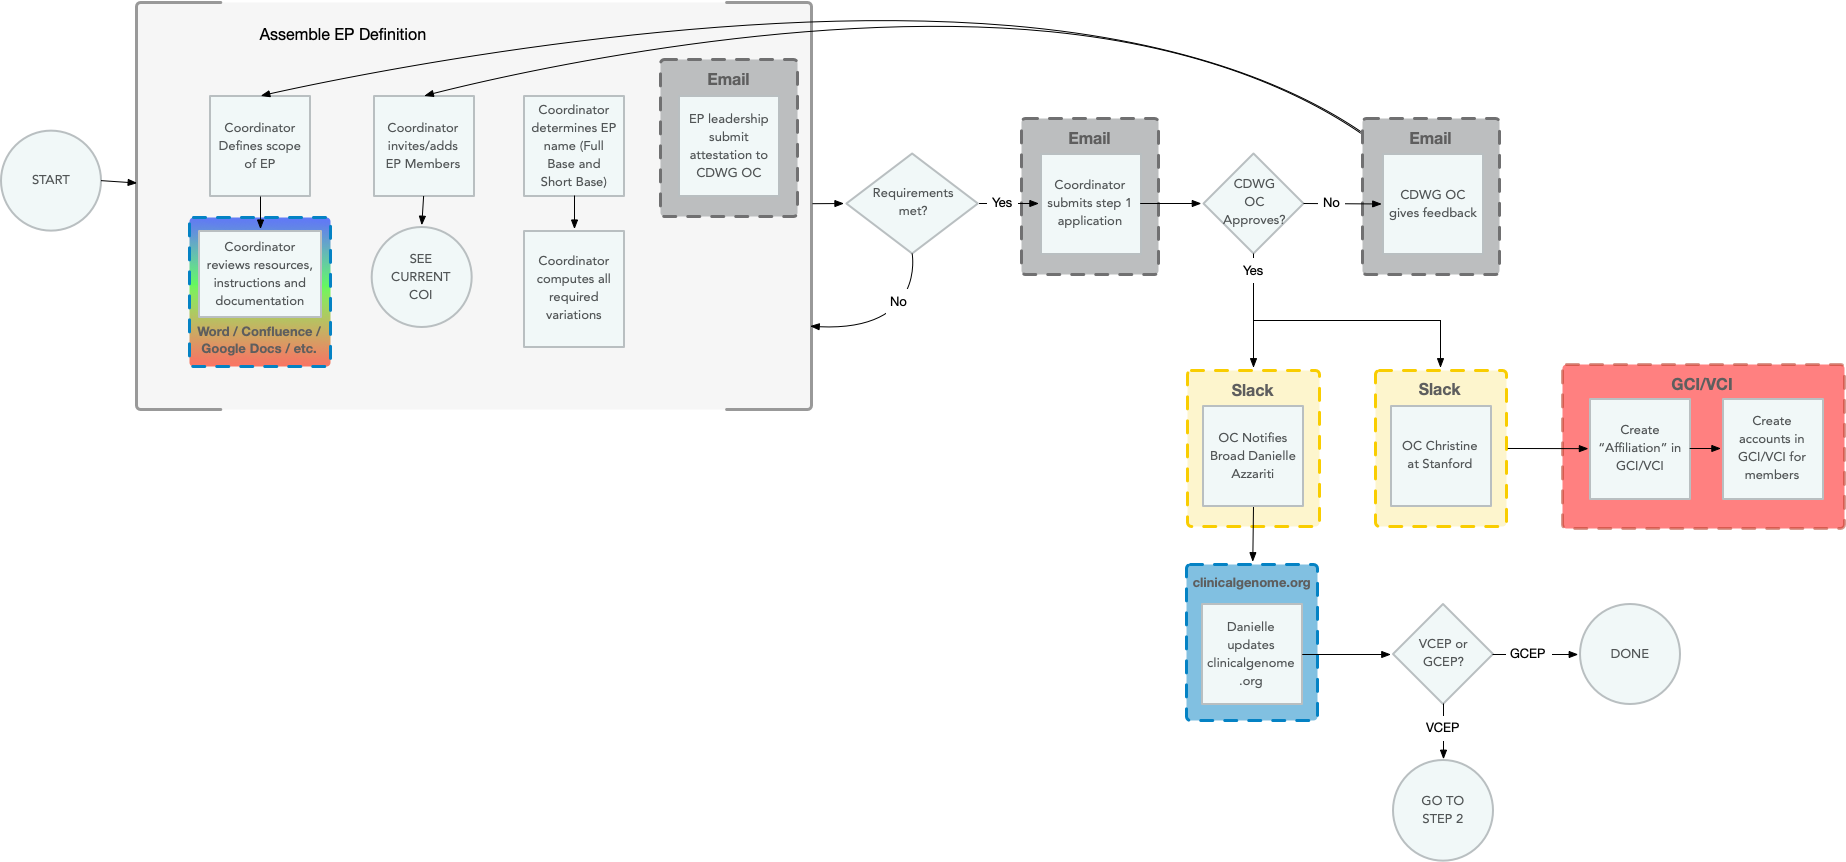 Assemble EP Definition
START
Coordinator
Defines scope
of EP
Coordinator
reviews resources,
instructions and
documentation
Word / Confluence /
Google Docs / etc.
Coordinator
invites/adds
EP Members
SEE
CURRENT
COI
Coordinator
determines EP
name (Full
Base and
Short Base)
Coordinator
computes all
required
variations
Email
EP leadership
submit
attestation to
CDWG OC
Requirements
met?
Yes
No
Email
Coordinator
submits step 1
application
CDWG
OC
Approves?
No
Yes
Email
CDWG OC
gives feedback
Slack
OC Notifies
Broad Danielle
Azzariti
Slack
OC Christine
at Stanford
GCI/VCI
Create
“Affiliation” in
GCI/VCI
Create
accounts in
GCI/VCI for
members
clinicalgenome.org
Danielle
updates
clinicalgenome
.org
VCEP or
GCEP?
GCEP
DONE
VCEP
GO TO
STEP 2